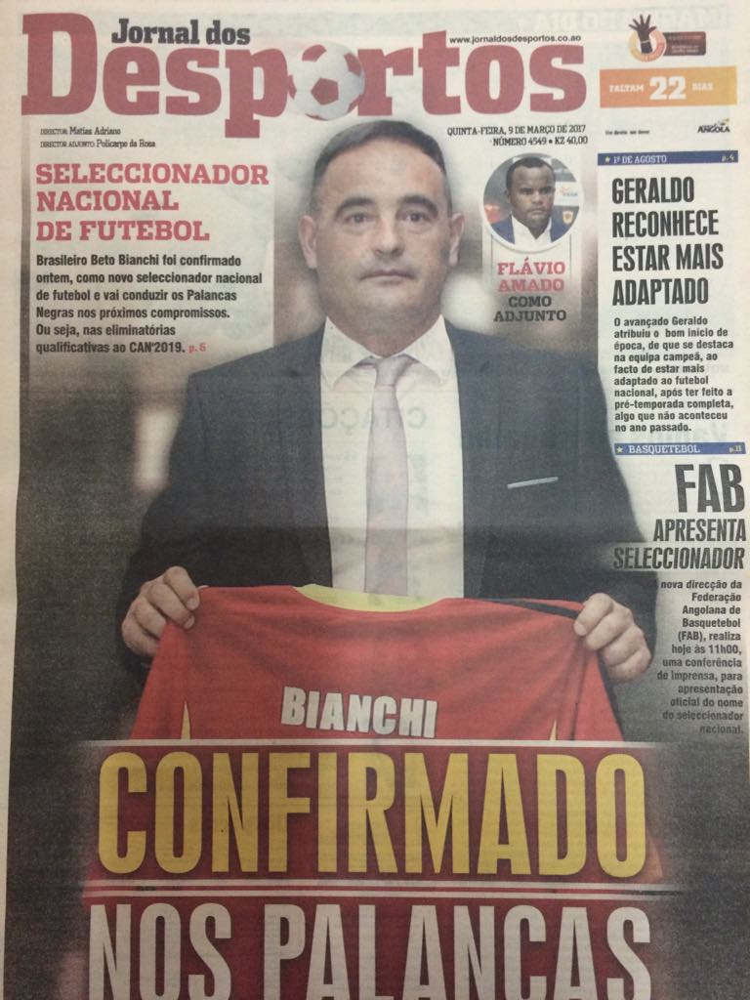 Jornal dos
Desportos
www.jornaldosdesportos.co.ao
DIRECTOR: Matias Adriano
DIRECTOR ADJUNTO: Policarpo da Rosa
QUINTA-FEIRA, 9 DE MARÇO DE 2017
NÚMERO 4549 • KZ 40,00
FALTAM 22 DIAS
ANGOLA
SELECCIONADOR
NACIONAL
DE FUTEBOL
Brasileiro Beto Bianchi foi confirmado
ontem, como novo seleccionador nacional
de futebol e vai conduzir os Palancas
Negras nos próximos compromissos.
Ou seja, nas eliminatórias
qualificativas ao CAN'2019. p.5
FLÁVIO
AMADO
COMO
ADJUNTO
1º DE AGOSTO p.4
GERALDO
RECONHECE
ESTAR MAIS
ADAPTADO
O avançado Geraldo
atribuiu o bom início de
época, de que se destaca
na equipa campeã, ao
facto de estar mais
adaptado ao futebol
nacional, após ter feito a
pré-temporada completa,
algo que não aconteceu
no ano passado.
BASQUETEBOL p.11
FAB
APRESENTA
SELECCIONADOR
A nova direcção da
Federação
Angolana de
Basquetebol
(FAB), realiza
hoje às 11h00,
uma conferência
de imprensa, para
apresentação
oficial do nome
do seleccionador
nacional.
BIANCHI
CONFIRMADO
NOS PALANCAS